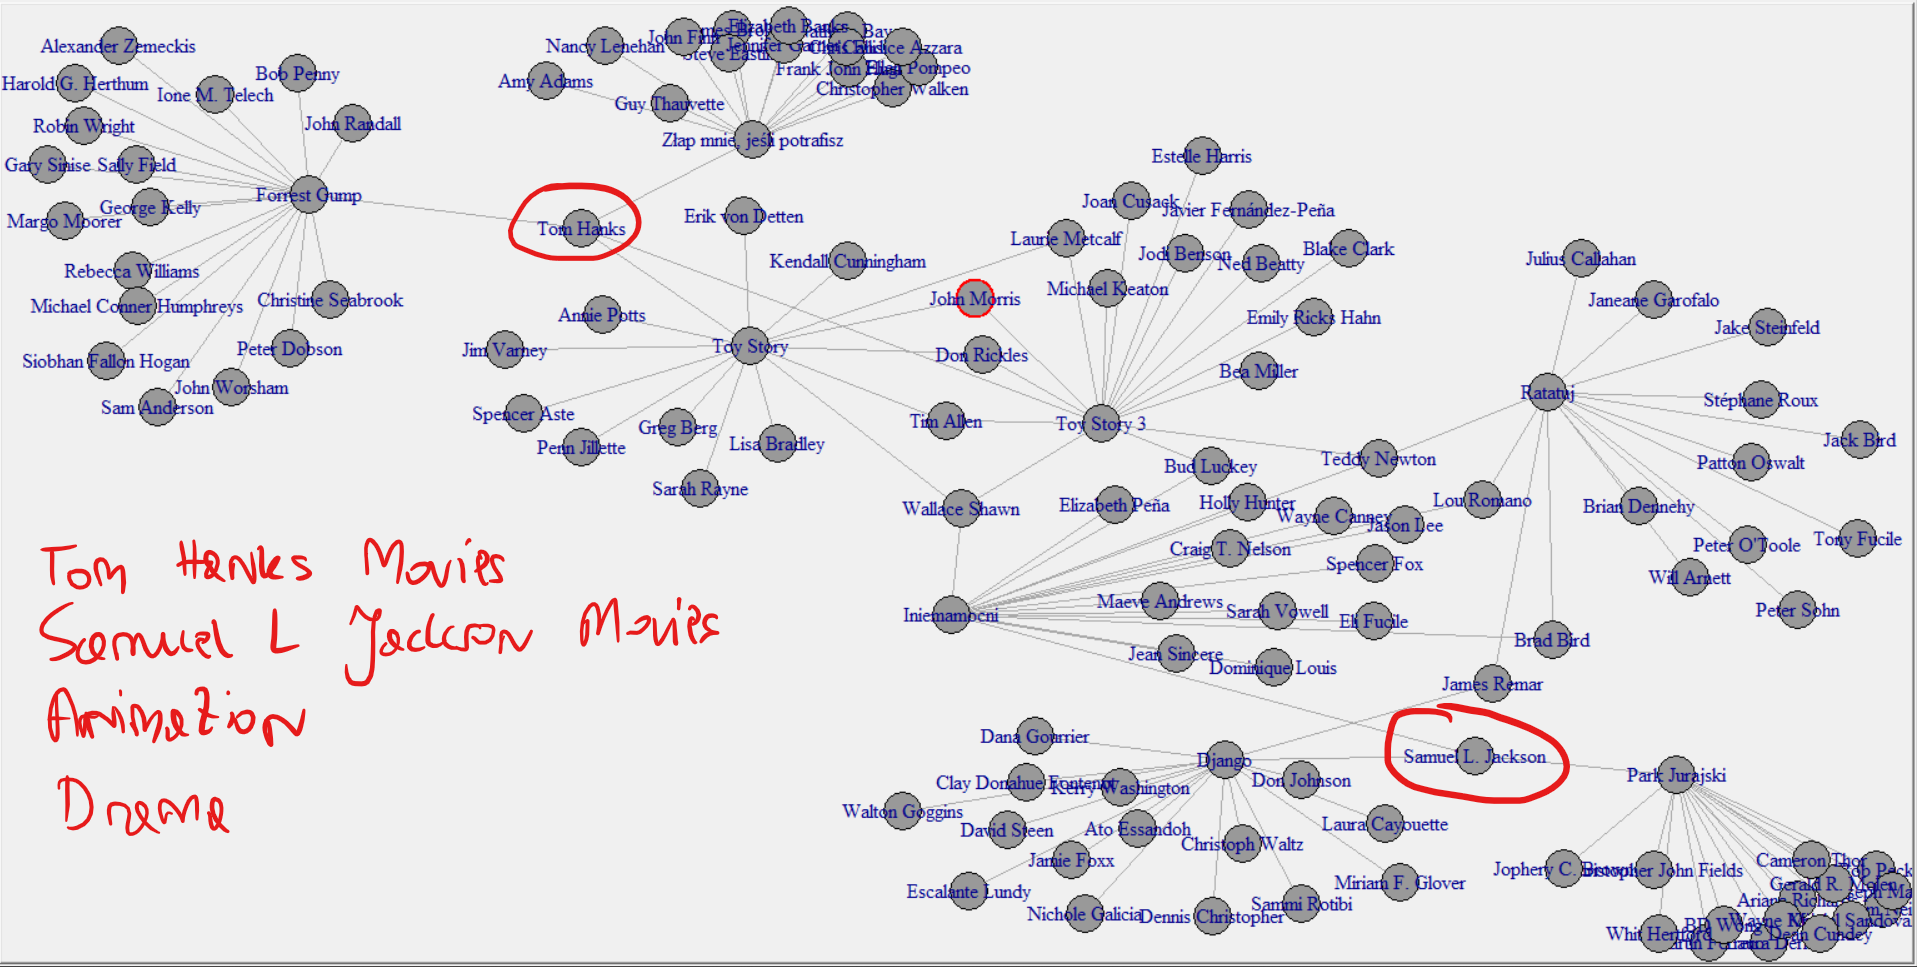 Alexander Zemeckis
Harold G. Herthum
Ione M. Telech
Bob Penny
Robin Wright
John Randall
Gary Sinise
Sally Field
Forrest Gump
Margo Moorer
George Kelly
Rebecca Williams
Michael Conner Humphreys
Christine Seabrook
Siobhan Fallon Hogan
Peter Dobson
Sam Anderson
John Worsham
Nancy Lenehan
John Finn
Elizabeth Banks
Steve Eastin
Amy Adams
Frank John Hughes
Ellen Pompeo
Guy Thauvette
Christopher Walken
Złap mnie, jeśli potrafisz
Tom Hanks
Erik von Detten
Kendall Cunningham
Annie Potts
Jim Varney
Toy Story
Spencer Aste
Penn Jillette
Greg Berg
Lisa Bradley
Sarah Rayne
Estelle Harris
Joan Cusack
Javier Fernández-Peña
Laurie Metcalf
Jodi Benson
Ned Beatty
Blake Clark
John Morris
Michael Keaton
Emily Ricks Hahn
Don Rickles
Bea Miller
Tim Allen
Toy Story 3
Bud Luckey
Teddy Newton
Wallace Shawn
Elizabeth Peña
Holly Hunter
Wayne Canney
Jason Lee
Lou Romano
Craig T. Nelson
Spencer Fox
Iniemamocni
Maeve Andrews
Sarah Vowell
Eli Fucile
Jean Sincere
Dominique Louis
Brad Bird
James Remar
Julius Callahan
Janeane Garofalo
Jake Steinfeld
Ratatuj
Stéphane Roux
Jack Bird
Patton Oswalt
Brian Dennehy
Peter O'Toole
Tony Fucile
Will Arnett
Peter Sohn
Tom Hanks Movies
Samuel L Jackson Movies
Animation
Drama
Dana Gourrier
Django
Samuel L. Jackson
Park Jurajski
Clay Donahue Fontenot
Kerry Washington
Don Johnson
Walton Goggins
David Steen
Ato Essandoh
Christoph Waltz
Laura Cayouette
Jamie Foxx
Escalante Lundy
Miriam F. Glover
Nichole Galicia
Dennis Christopher
Sammi Rotibi
Jophery C. Brown
Christopher John Fields
Cameron Thor
Gerald R. Molen
Whit Hertford
BD Wong
Dean Cundey